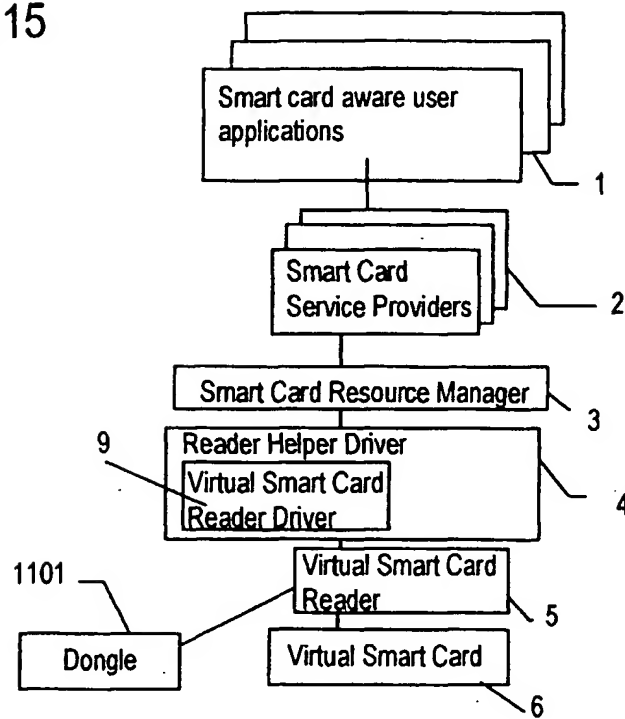 15
Smart card aware user
applications
1
Smart Card
Service Providers
2
Smart Card Resource Manager
3
9
Reader Helper Driver
Virtual Smart Card
Reader Driver
4
1101
Virtual Smart Card
Reader
5
Dongle
Virtual Smart Card
6